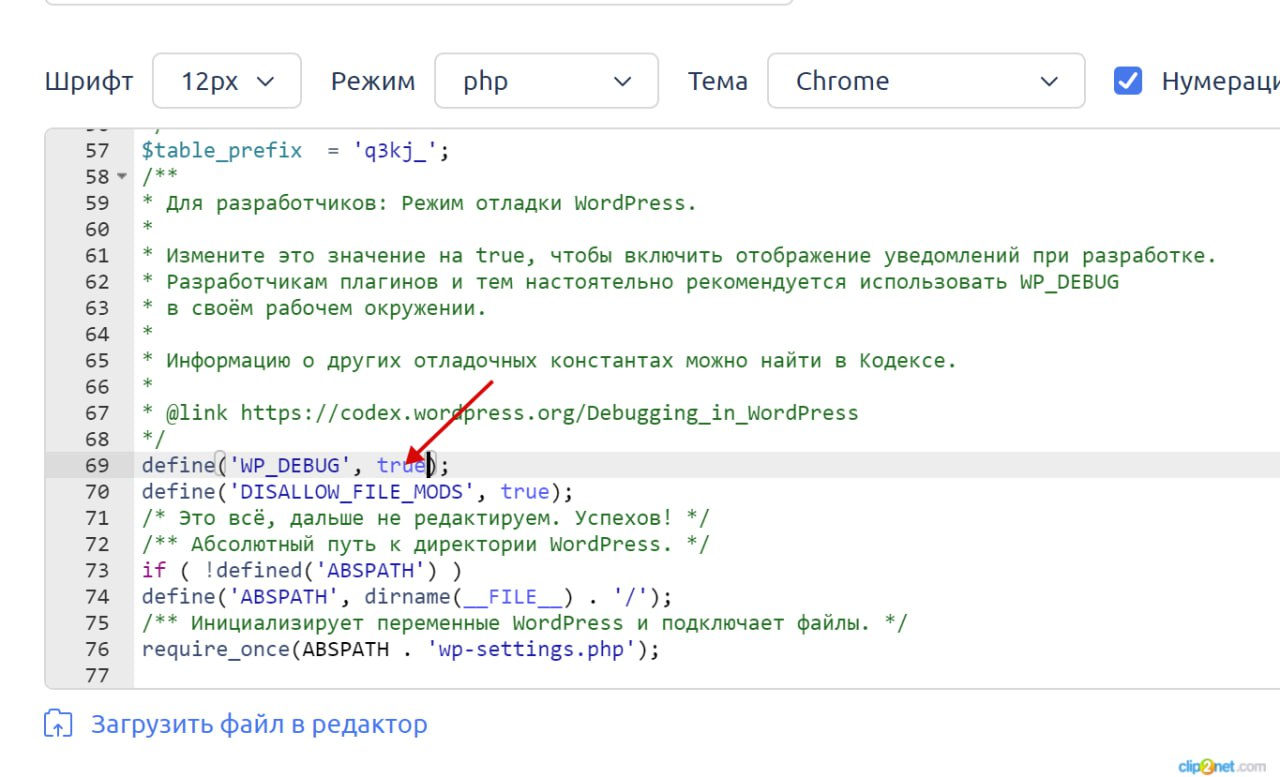 Шрифт 12px Режим php Тема Chrome Нумераци
57 $table_prefix  = 'q3kj_';
58 /**
59 * Для разработчиков: Режим отладки WordPress.
60 *
61 * Измените это значение на true, чтобы включить отображение уведомлений при разработке.
62 * Разработчикам плагинов и тем настоятельно рекомендуется использовать WP_DEBUG
63 * в своём рабочем окружении.
64 *
65 * Информацию о других отладочных константах можно найти в Кодексе.
66 *
67 * @link https://codex.wordpress.org/Debugging_in_WordPress
68 */
69 define('WP_DEBUG', true);
70 define('DISALLOW_FILE_MODS', true);
71 /* Это всё, дальше не редактируем. Успехов! */
72 /** Абсолютный путь к директории WordPress. */
73 if ( !defined('ABSPATH') )
74 define('ABSPATH', dirname(__FILE__) . '/');
75 /** Инициализирует переменные WordPress и подключает файлы. */
76 require_once(ABSPATH . 'wp-settings.php');
77
Загрузить файл в редактор
clip2net.com